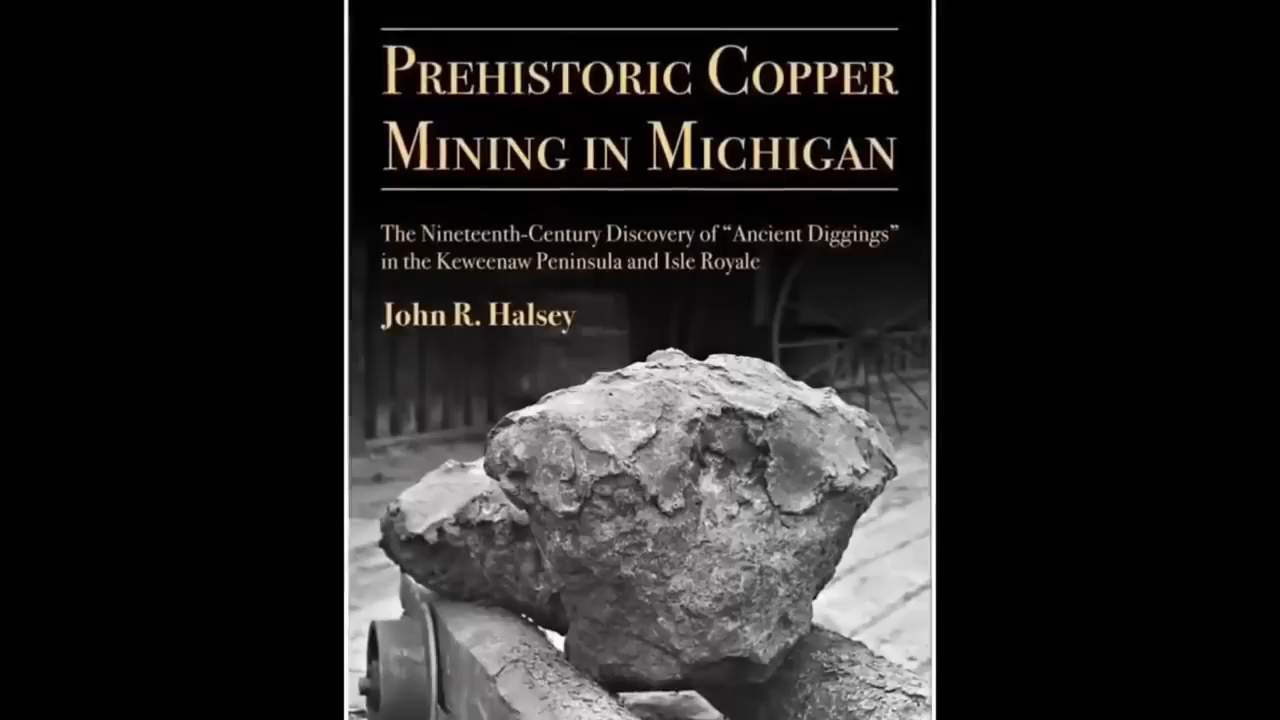 PREHISTORIC COPPER
MINING IN MICHIGAN
The Nineteenth-Century Discovery of “Ancient Diggings”
in the Keweenaw Peninsula and Isle Royale
John R. Halsey